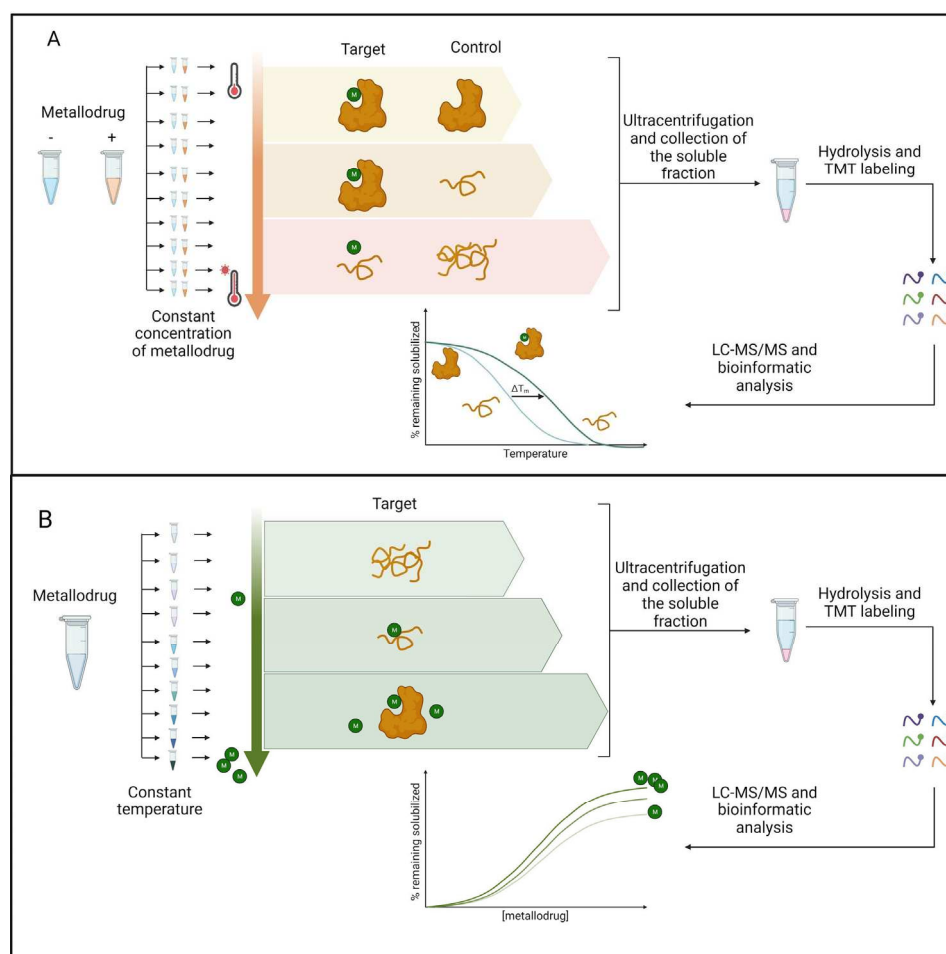 A
Target
Control
Metallodrug
- +
M
M
M
Ultracentrifugation
and collection of
the soluble
fraction
Hydrolysis and
TMT labeling
Constant
concentration
of metallodrug
% remaining solubilized
M
ΔTm
Temperature
LC-MS/MS and
bioinformatic
analysis
B
Target
Metallodrug
M
M
M
M
M
M
M
M
Ultracentrifugation
and collection of
the soluble
fraction
Hydrolysis and
TMT labeling
Constant
temperature
% remaining solubilized
M
M
M
M
[metallodrug]
LC-MS/MS and
bioinformatic
analysis